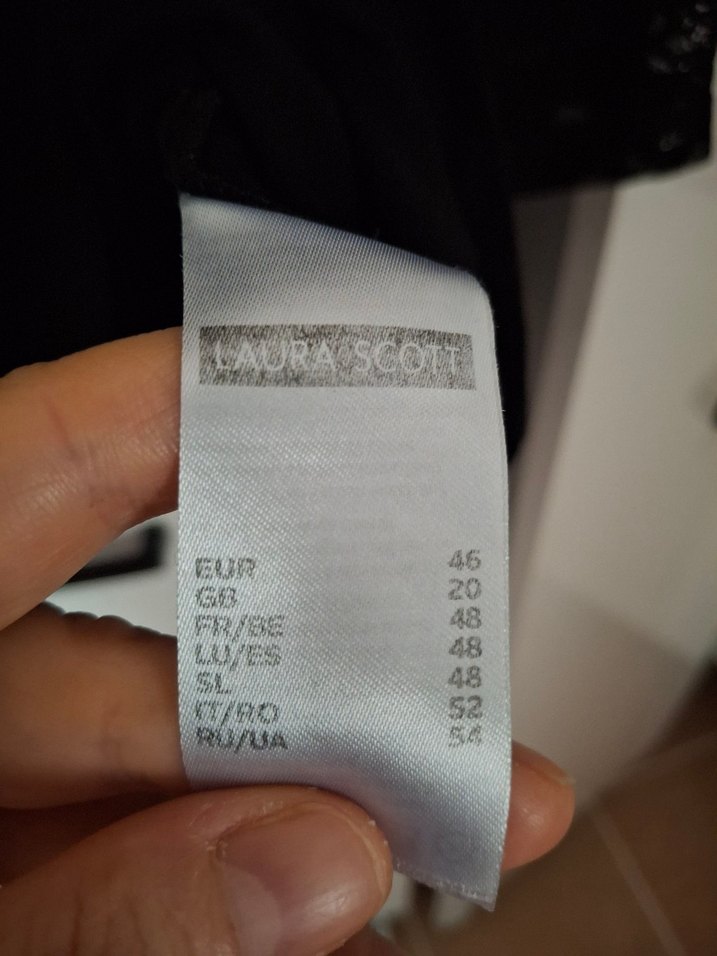 LAURA SCOTT
EUR 46
GB 20
FR/BE 48
LU/ES 48
SL 48
IT/RO 52
RU/UA 54